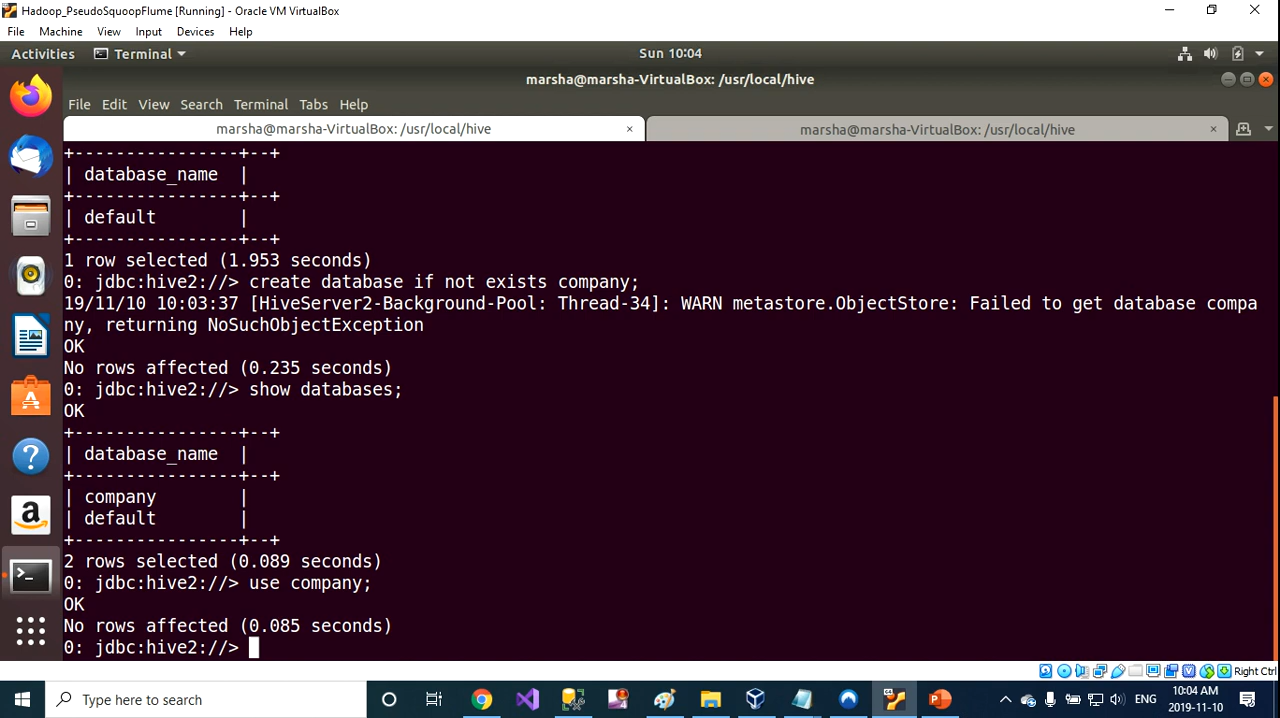 Hadoop_PseudoSquoopFlume [Running] - Oracle VM VirtualBox
File Machine View Input Devices Help
Activities Terminal Sun 10:04
marsha@marsha-VirtualBox: /usr/local/hive
File Edit View Search Terminal Tabs Help
marsha@marsha-VirtualBox: /usr/local/hive × marsha@marsha-VirtualBox: /usr/local/hive ×
+----------------+--+
| database_name |
+----------------+--+
| default |
+----------------+--+
1 row selected (1.953 seconds)
0: jdbc:hive2://> create database if not exists company;
19/11/10 10:03:37 [HiveServer2-Background-Pool: Thread-34]: WARN metastore.ObjectStore: Failed to get database compa
ny, returning NoSuchObjectException
OK
No rows affected (0.235 seconds)
0: jdbc:hive2://> show databases;
OK
+----------------+--+
| database_name |
+----------------+--+
| company |
| default |
+----------------+--+
2 rows selected (0.089 seconds)
0: jdbc:hive2://> use company;
OK
No rows affected (0.085 seconds)
0: jdbc:hive2://>
Right Ctrl
Type here to search
ENG
10:04 AM
2019-11-10